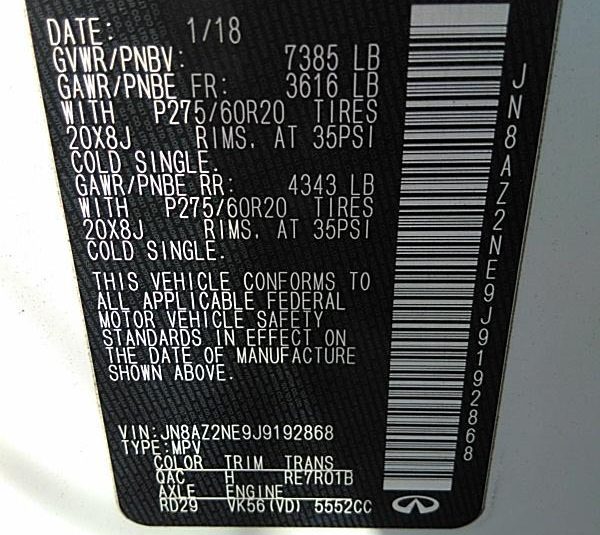 DATE: 1/18
GVWR/PNBV: 7385 LB
GAWR/PNBE FR: 3616 LB
WITH P275/60R20 TIRES
20X8J RIMS. AT 35PSI
COLD SINGLE.
GAWR/PNBE RR: 4343 LB
WITH P275/60R20 TIRES
20X8J RIMS. AT 35PSI
COLD SINGLE.
THIS VEHICLE CONFORMS TO
ALL APPLICABLE FEDERAL
MOTOR VEHICLE SAFETY
STANDARDS IN EFFECT ON
THE DATE OF MANUFACTURE
SHOWN ABOVE.
VIN:JN8AZ2NE9J9192868
TYPE:MPV
COLOR TRIM TRANS
QAC H RE7R01B
AXLE ENGINE
RD29 VK56(VD) 5552CC
JN8AZ2NE9J9192868